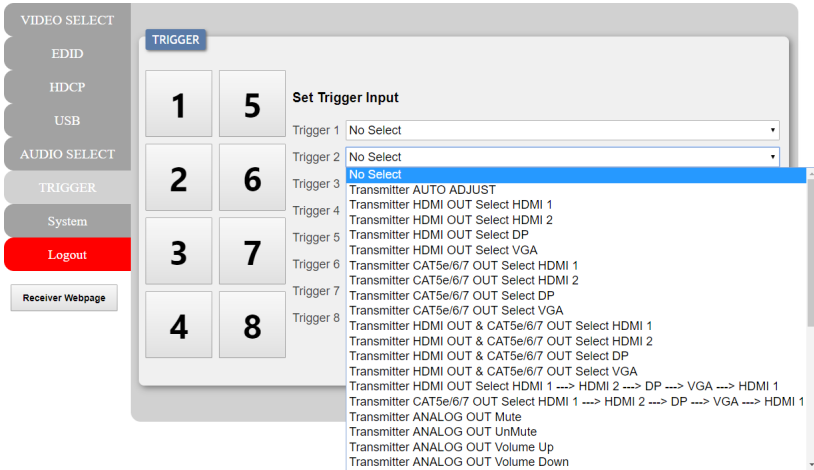 VIDEO SELECT
EDID
HDCP
USB
AUDIO SELECT
TRIGGER
System
Logout
Receiver Webpage
TRIGGER
1
5
2
6
3
7
4
8
Set Trigger Input
Trigger 1 No Select
Trigger 2 No Select
Trigger 3
Trigger 4
Trigger 5
Trigger 6
Trigger 7
Trigger 8
No Select
Transmitter AUTO ADJUST
Transmitter HDMI OUT Select HDMI 1
Transmitter HDMI OUT Select HDMI 2
Transmitter HDMI OUT Select DP
Transmitter HDMI OUT Select VGA
Transmitter CAT5e/6/7 OUT Select HDMI 1
Transmitter CAT5e/6/7 OUT Select HDMI 2
Transmitter CAT5e/6/7 OUT Select DP
Transmitter CAT5e/6/7 OUT Select VGA
Transmitter HDMI OUT & CAT5e/6/7 OUT Select HDMI 1
Transmitter HDMI OUT & CAT5e/6/7 OUT Select HDMI 2
Transmitter HDMI OUT & CAT5e/6/7 OUT Select DP
Transmitter HDMI OUT & CAT5e/6/7 OUT Select VGA
Transmitter HDMI OUT Select HDMI 1 ---> HDMI 2 ---> DP ---> VGA ---> HDMI 1
Transmitter CAT5e/6/7 OUT Select HDMI 1 ---> HDMI 2 ---> DP ---> VGA ---> HDMI 1
Transmitter ANALOG OUT Mute
Transmitter ANALOG OUT UnMute
Transmitter ANALOG OUT Volume Up
Transmitter ANALOG OUT Volume Down